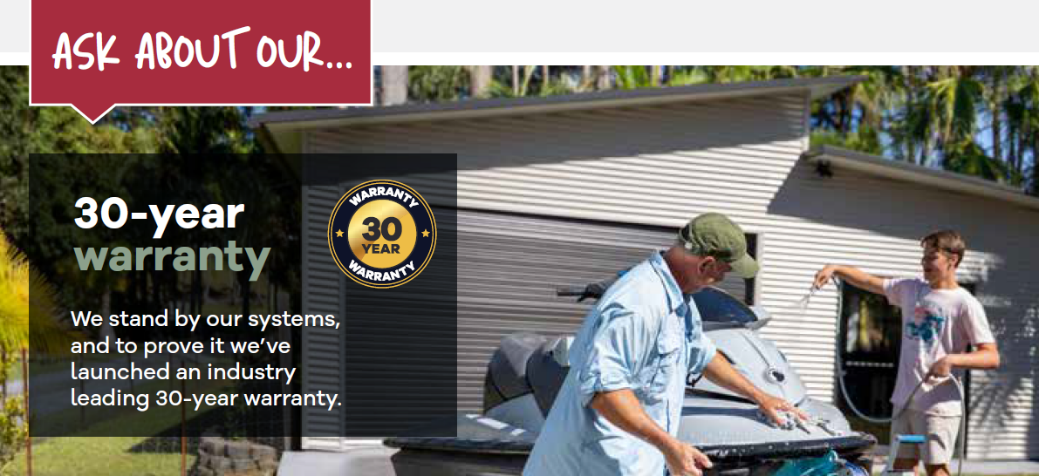 ASK ABOUT OUR...
30-year
warranty
WARRANTY
30
YEAR
WARRANTY
We stand by our systems,
and to prove it we've
launched an industry
leading 30-year warranty.